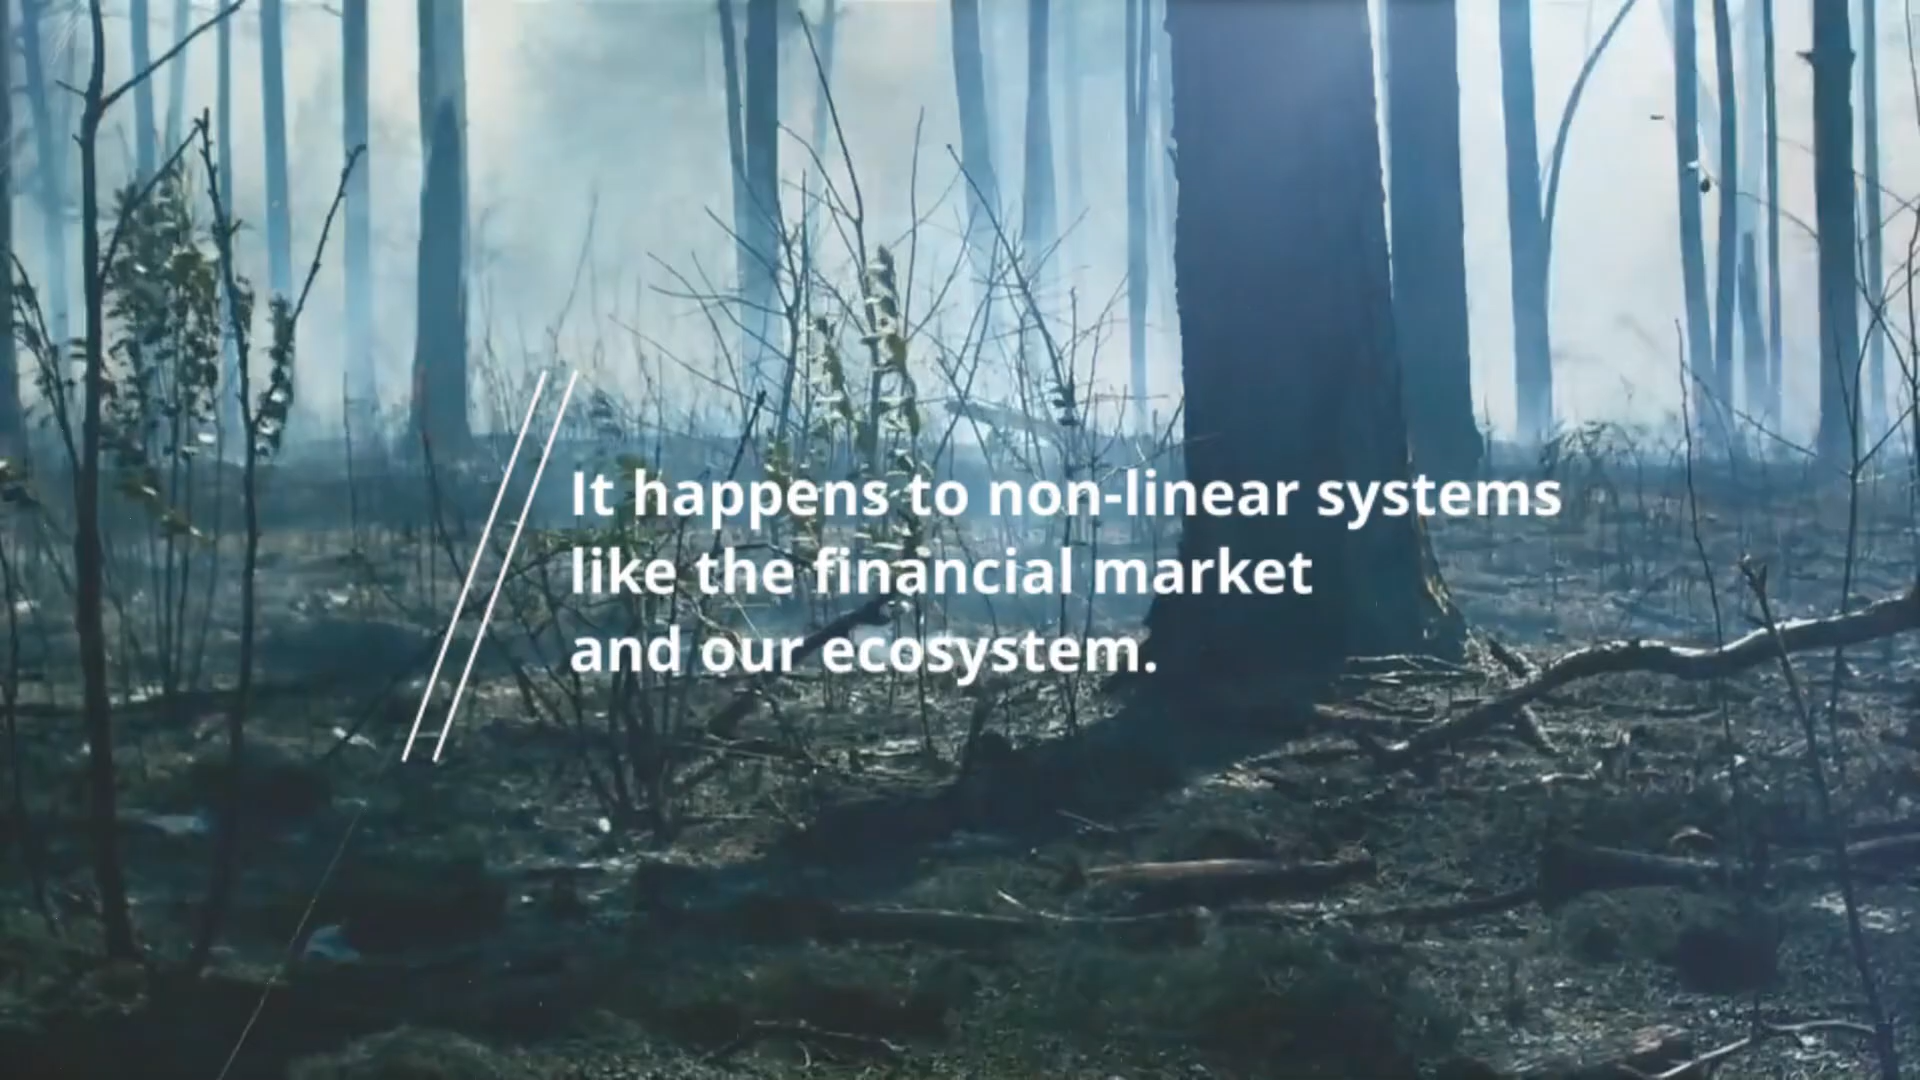 It happens to non-linear systems
like the financial market
and our ecosystem.